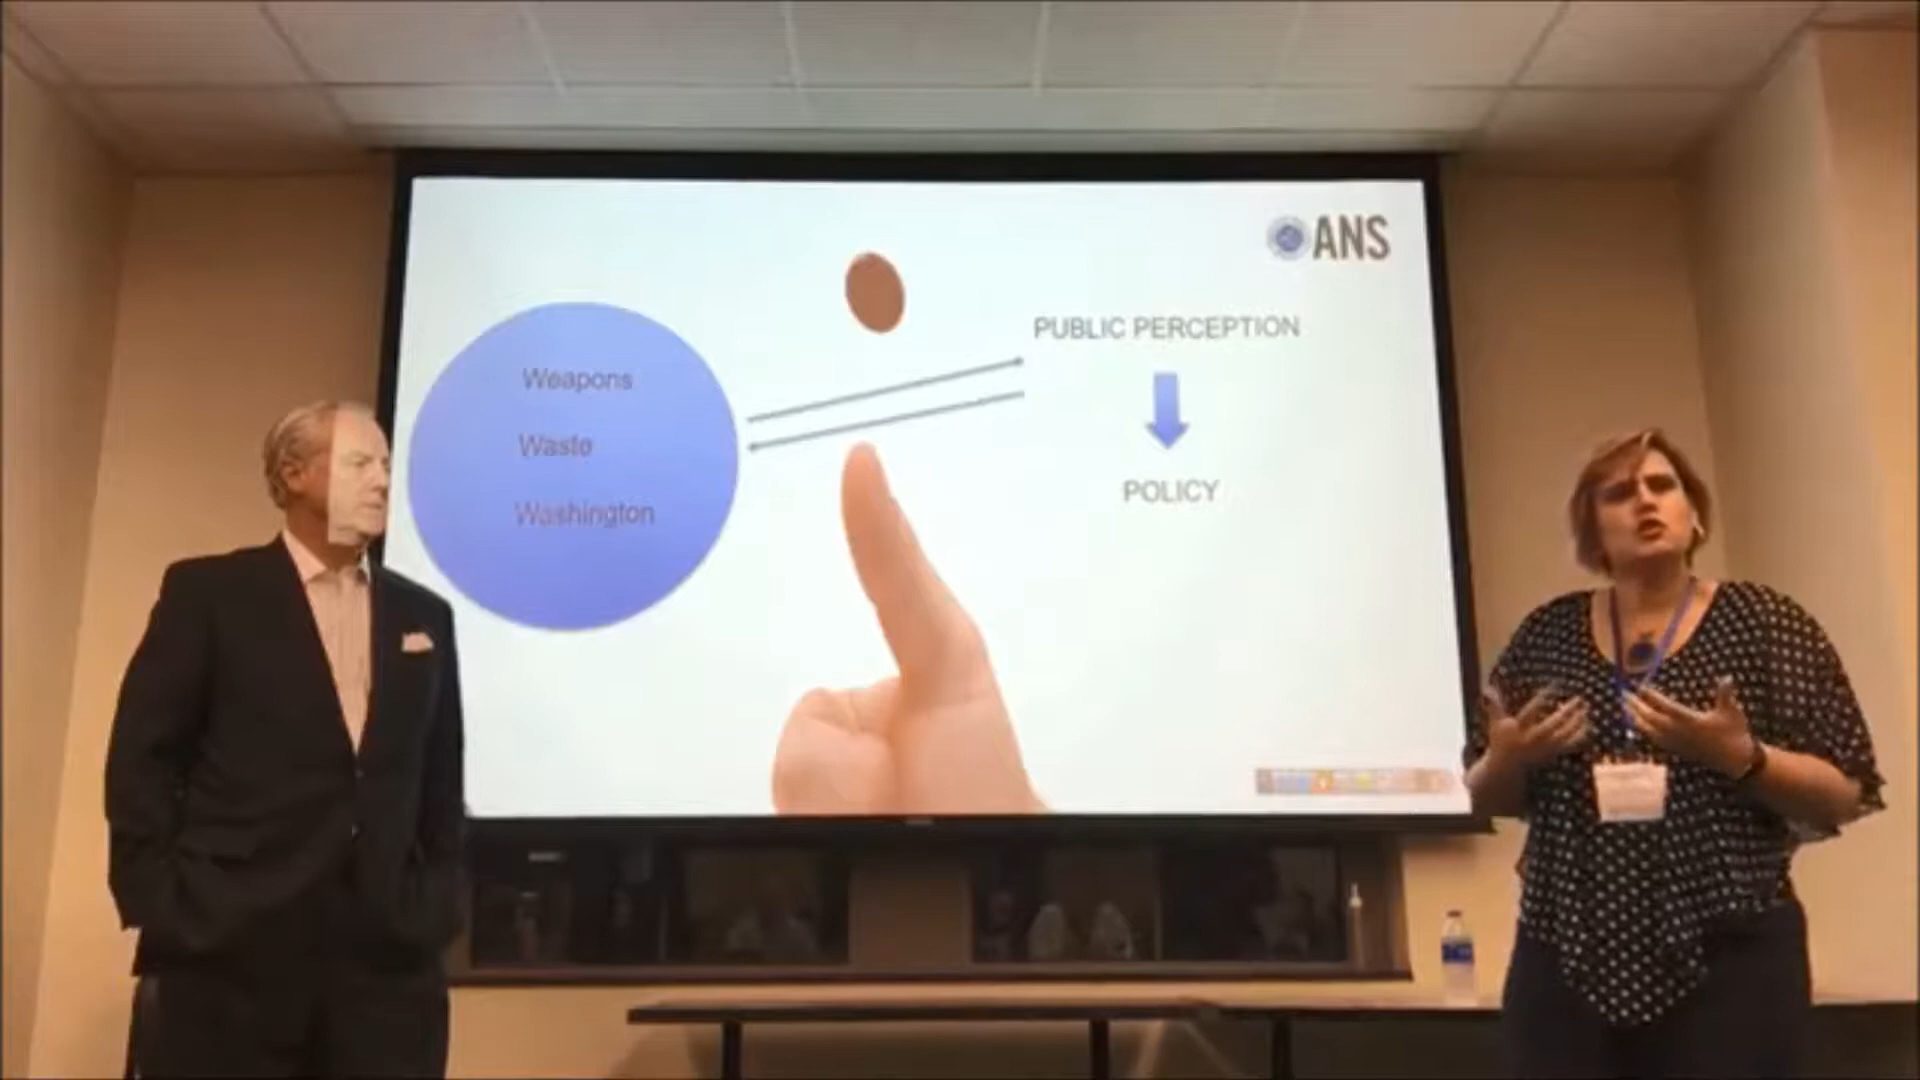 ANS
PUBLIC PERCEPTION
Weapons
Waste
POLICY
Washington